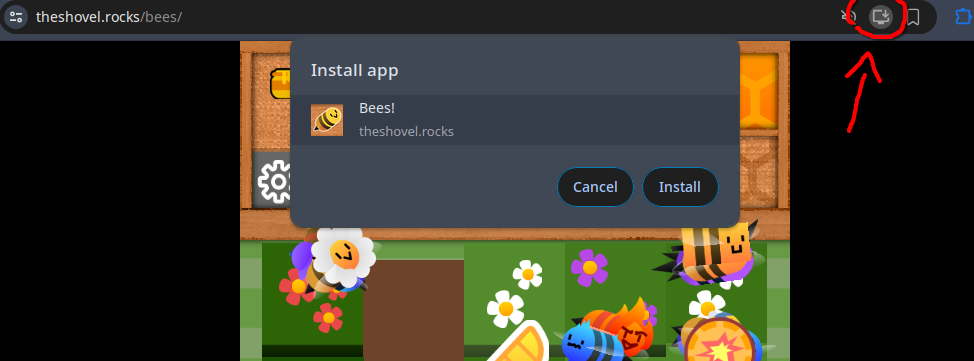 theshovel.rocks/bees/
Install app
Bees!
theshovel.rocks
Cancel
Install